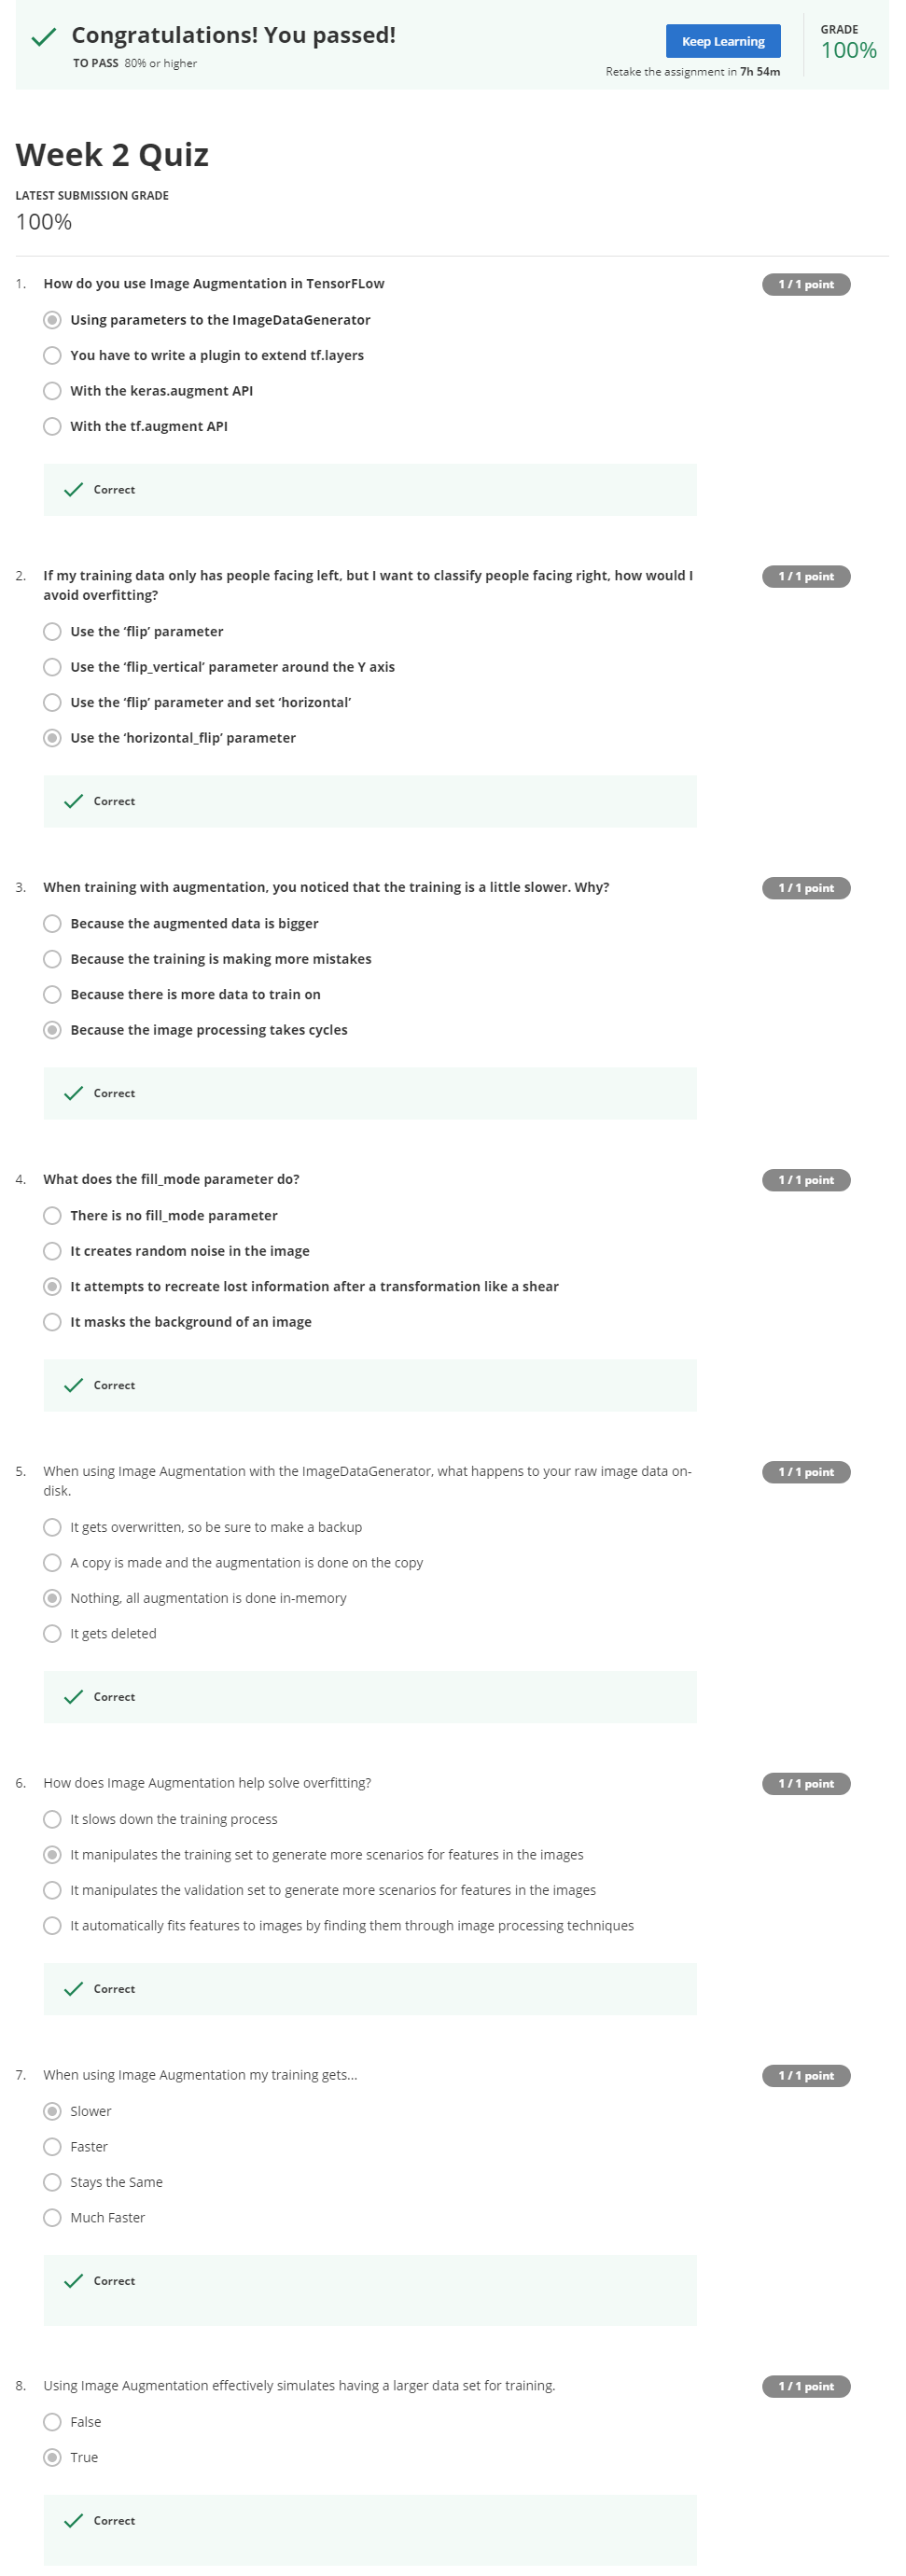 Congratulations! You passed!
TO PASS 80% or higher
Keep Learning
Retake the assignment in 7h 54m
GRADE
100%
Week 2 Quiz
LATEST SUBMISSION GRADE
100%
1. How do you use Image Augmentation in TensorFLow
1 / 1 point
Using parameters to the ImageDataGenerator
You have to write a plugin to extend tf.layers
With the keras.augment API
With the tf.augment API
Correct
2. If my training data only has people facing left, but I want to classify people facing right, how would I
avoid overfitting?
1 / 1 point
Use the ‘flip’ parameter
Use the ‘flip_vertical’ parameter around the Y axis
Use the ‘flip’ parameter and set ‘horizontal’
Use the ‘horizontal_flip’ parameter
Correct
3. When training with augmentation, you noticed that the training is a little slower. Why?
1 / 1 point
Because the augmented data is bigger
Because the training is making more mistakes
Because there is more data to train on
Because the image processing takes cycles
Correct
4. What does the fill_mode parameter do?
1 / 1 point
There is no fill_mode parameter
It creates random noise in the image
It attempts to recreate lost information after a transformation like a shear
It masks the background of an image
Correct
5. When using Image Augmentation with the ImageDataGenerator, what happens to your raw image data on-
disk.
1 / 1 point
It gets overwritten, so be sure to make a backup
A copy is made and the augmentation is done on the copy
Nothing, all augmentation is done in-memory
It gets deleted
Correct
6. How does Image Augmentation help solve overfitting?
1 / 1 point
It slows down the training process
It manipulates the training set to generate more scenarios for features in the images
It manipulates the validation set to generate more scenarios for features in the images
It automatically fits features to images by finding them through image processing techniques
Correct
7. When using Image Augmentation my training gets...
1 / 1 point
Slower
Faster
Stays the Same
Much Faster
Correct
8. Using Image Augmentation effectively simulates having a larger data set for training.
1 / 1 point
False
True
Correct